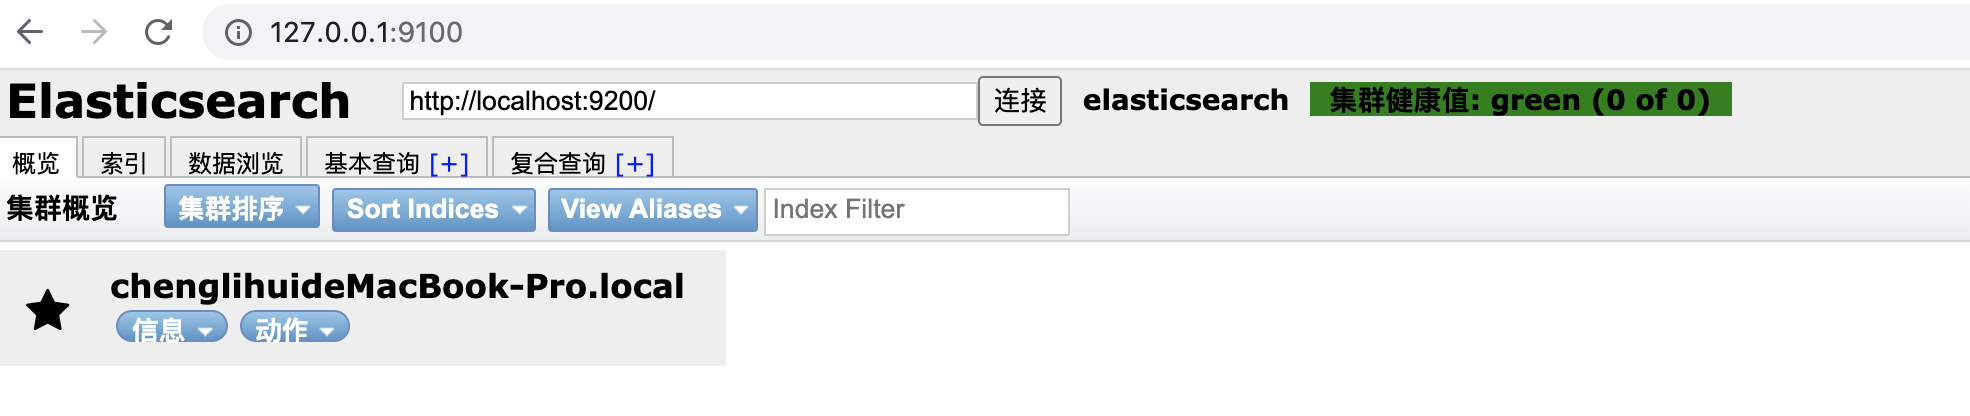 127.0.0.1:9100
Elasticsearch http://localhost:9200/ 连接 elasticsearch 集群健康值: green (0 of 0)
概览 索引 数据浏览 基本查询 [+] 复合查询 [+]
集群概览 集群排序 Sort Indices View Aliases Index Filter
chenglihuideMacBook-Pro.local
信息 动作